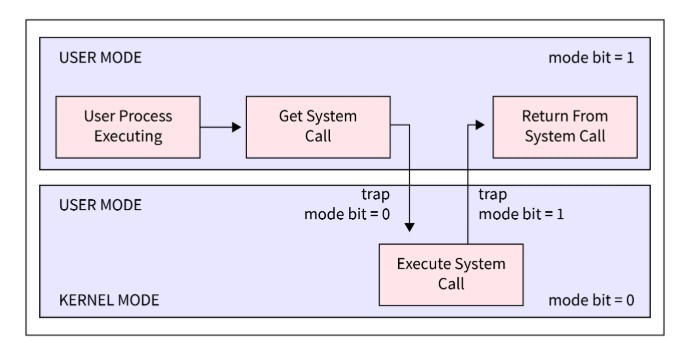 USER MODE
mode bit = 1
User Process
Executing
Get System
Call
Return From
System Call
trap
mode bit = 0
trap
mode bit = 1
USER MODE
Execute System
Call
KERNEL MODE
mode bit = 0